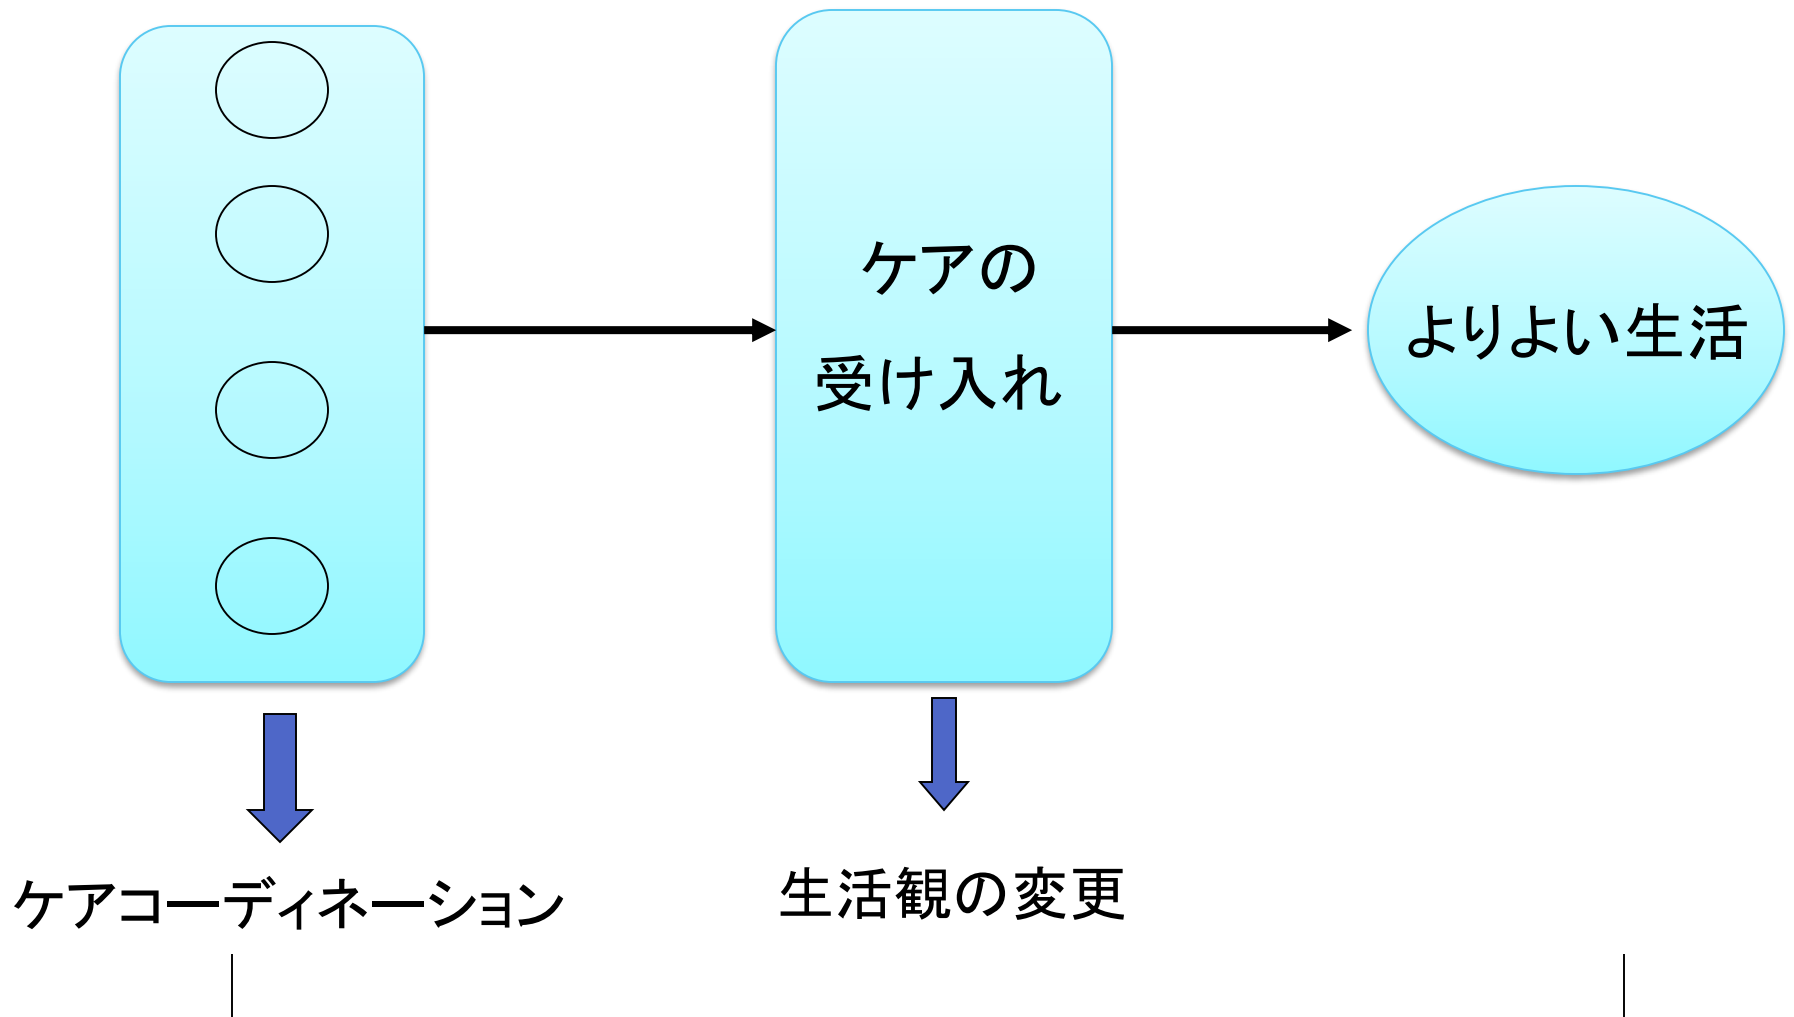 ケアの
受け入れ
よりよい生活
ケアコーディネーション
生活観の変更